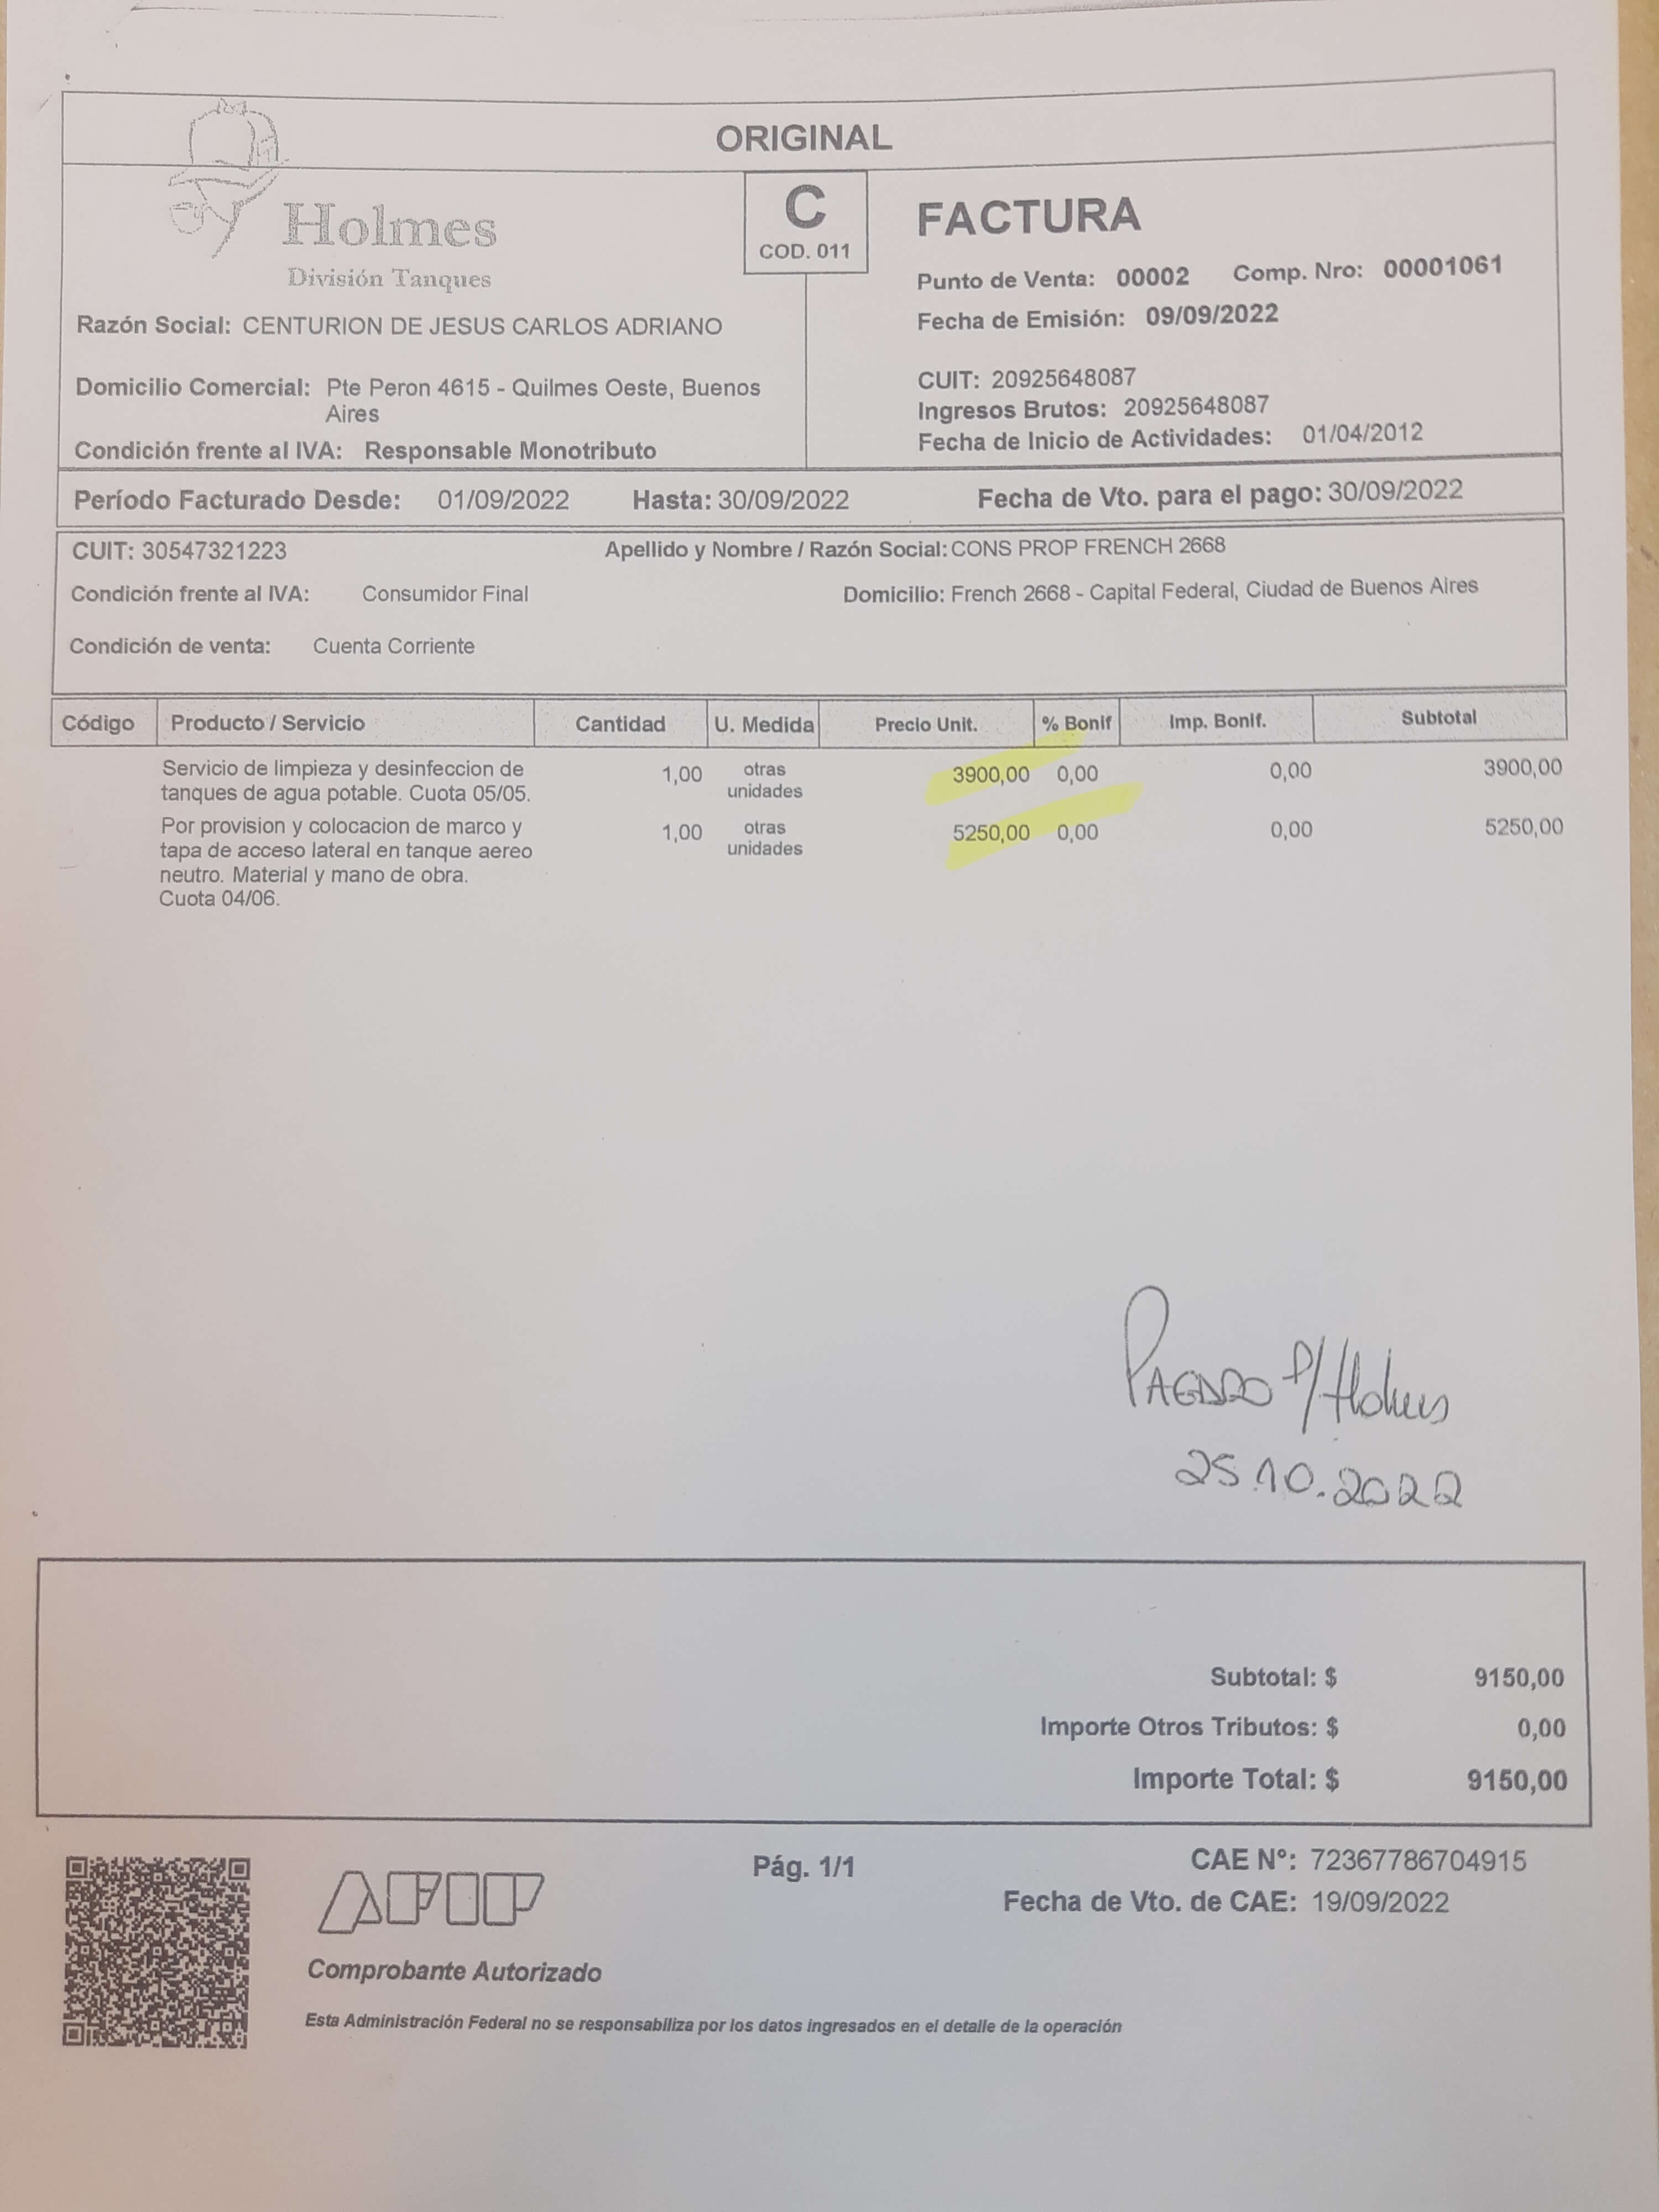 ORIGINAL
Holmes
División Tanques
C
COD. 011
FACTURA
Punto de Venta: 00002 Comp. Nro: 00001061
Fecha de Emisión: 09/09/2022
Razón Social: CENTURION DE JESUS CARLOS ADRIANO
Domicilio Comercial: Pte Peron 4615 - Quilmes Oeste, Buenos
Aires
Condición frente al IVA: Responsable Monotributo
CUIT: 20925648087
Ingresos Brutos: 20925648087
Fecha de Inicio de Actividades: 01/04/2012
Período Facturado Desde: 01/09/2022 Hasta: 30/09/2022 Fecha de Vto. para el pago: 30/09/2022
CUIT: 30547321223 Apellido y Nombre / Razón Social: CONS PROP FRENCH 2668
Condición frente al IVA: Consumidor Final Domicilio: French 2668 - Capital Federal, Ciudad de Buenos Aires
Condición de venta: Cuenta Corriente
Código Producto / Servicio Cantidad U. Medida Precio Unit. % Bonif Imp. Bonif. Subtotal
Servicio de limpieza y desinfeccion de 1,00 otras 3900,00 0,00 0,00 3900,00
tanques de agua potable. Cuota 05/05. unidades
Por provision y colocacion de marco y 1,00 otras 5250,00 0,00 0,00 5250,00
tapa de acceso lateral en tanque aereo unidades
neutro. Material y mano de obra.
Cuota 04/06.
PAGADO P/Holmes
25.10.2022
Subtotal: $ 9150,00
Importe Otros Tributos: $ 0,00
Importe Total: $ 9150,00
AFIP
Comprobante Autorizado
Esta Administración Federal no se responsabiliza por los datos ingresados en el detalle de la operación
Pág. 1/1
CAE N°: 72367786704915
Fecha de Vto. de CAE: 19/09/2022